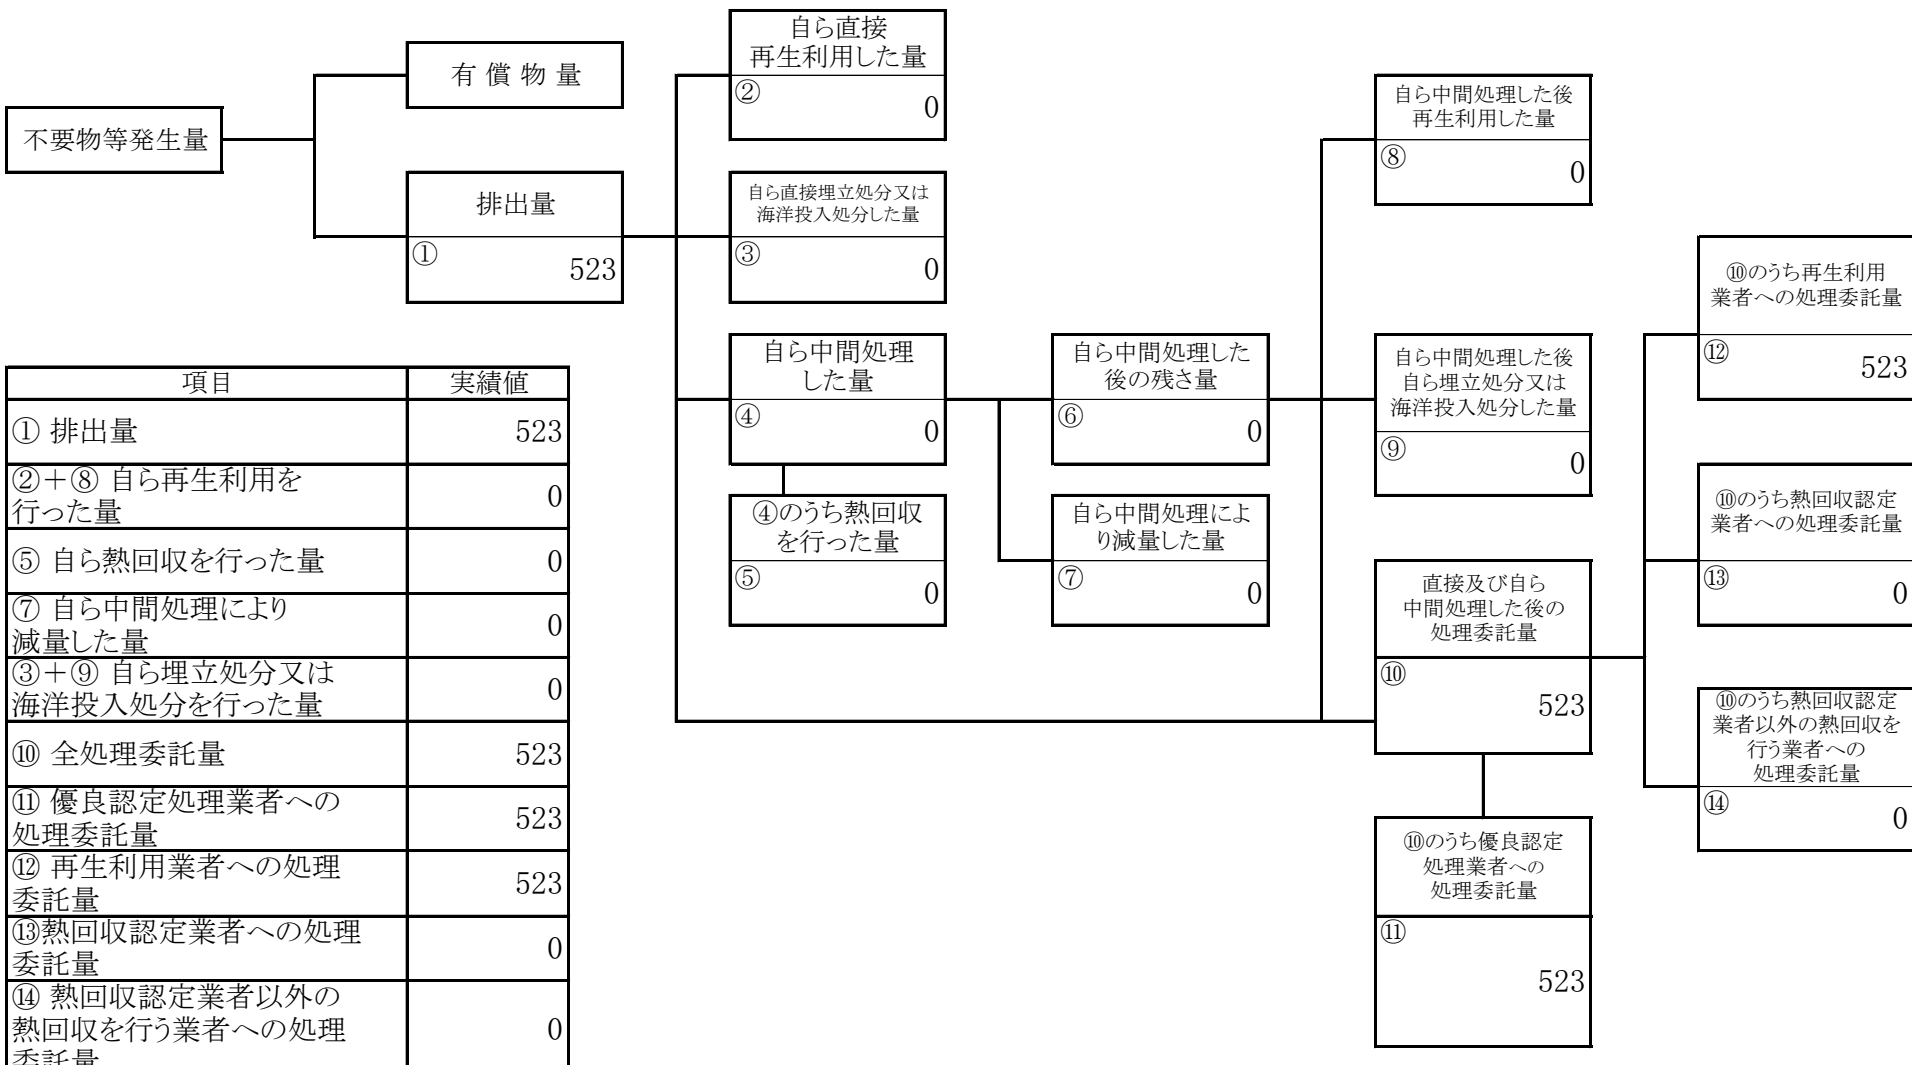 不要物等発生量
有 償 物 量
排出量
①
523
自ら直接
再生利用した量
②
0
自ら直接埋立処分又は
海洋投入処分した量
③
0
自ら中間処理
した量
④
0
④のうち熱回収
を行った量
⑤
0
自ら中間処理した
後の残さ量
⑥
0
自ら中間処理によ
り減量した量
⑦
0
自ら中間処理した後
再生利用した量
⑧
0
自ら中間処理した後
自ら埋立処分又は
海洋投入処分した量
⑨
0
直接及び自ら
中間処理した後の
処理委託量
⑩
523
⑩のうち優良認定
処理業者への
処理委託量
⑪
523
⑩のうち再生利用
業者への処理委託量
⑫
523
⑩のうち熱回収認定
業者への処理委託量
⑬
0
⑩のうち熱回収認定
業者以外の熱回収を
行う業者への
処理委託量
⑭
0
項目 実績値
① 排出量 523
②＋⑧ 自ら再生利用を
行った量 0
⑤ 自ら熱回収を行った量 0
⑦ 自ら中間処理により
減量した量 0
③＋⑨ 自ら埋立処分又は
海洋投入処分を行った量 0
⑩ 全処理委託量 523
⑪ 優良認定処理業者への
処理委託量 523
⑫ 再生利用業者への処理
委託量 523
⑬熱回収認定業者への処理
委託量 0
⑭ 熱回収認定業者以外の
熱回収を行う業者への処理 0
委託量